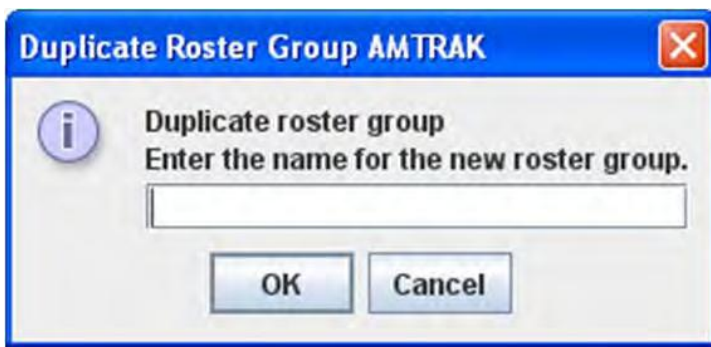 Duplicate Roster Group AMTRAK
Duplicate roster group
Enter the name for the new roster group.
OK Cancel